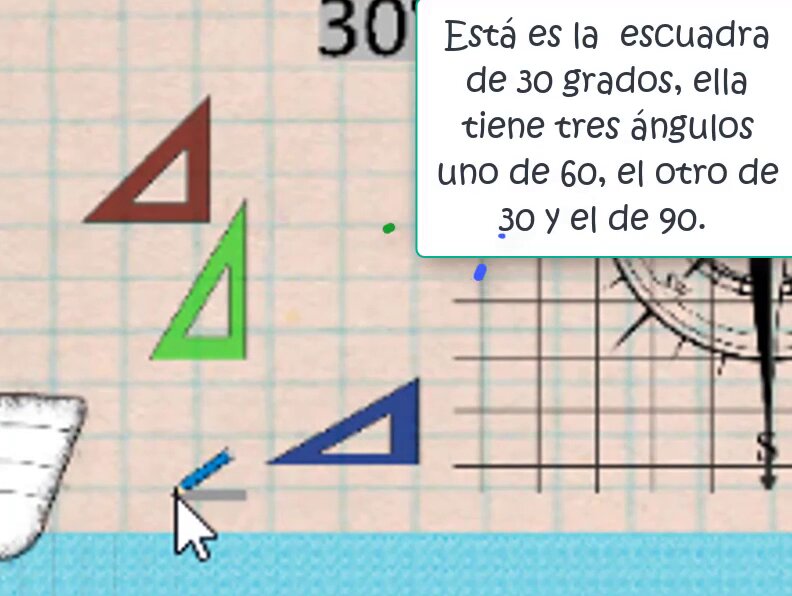 30°
Está es la escuadra
de 30 grados, ella
tiene tres ángulos
uno de 60, el otro de
30 y el de 90.
S